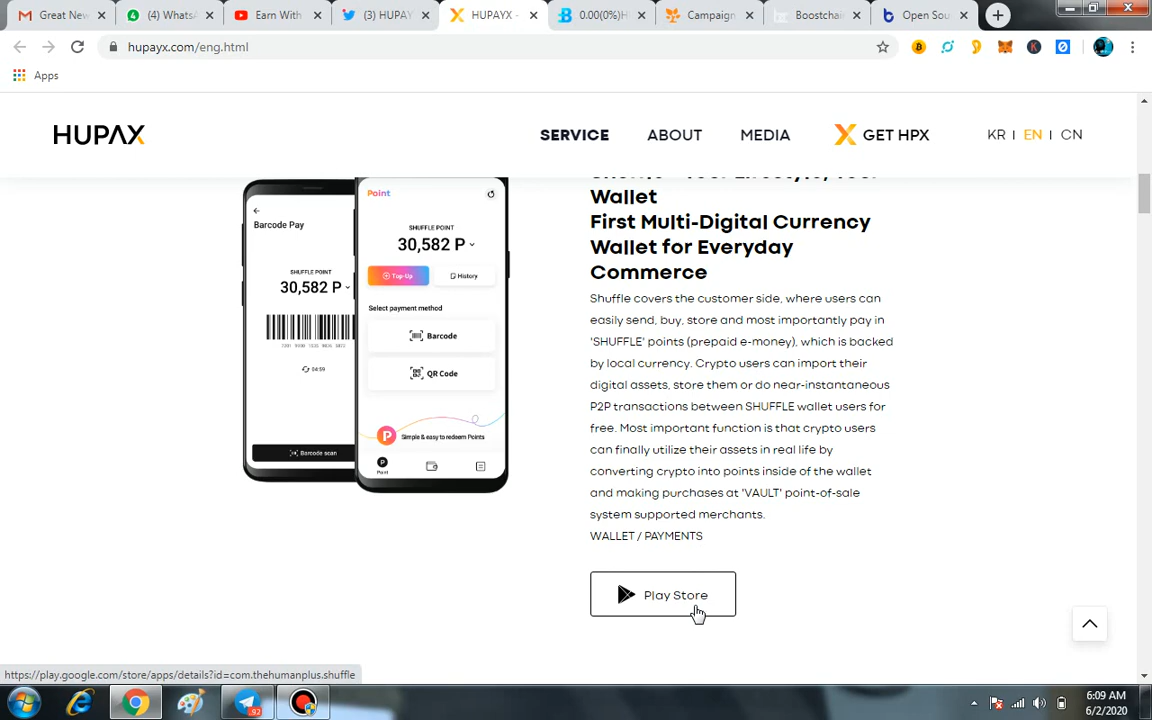 Great New
(4) WhatsA
Earn With
(3) HUPAY
HUPAYX -
0.00(0%)H
Campaign
Boostchain
Open Sou
hupayx.com/eng.html
Apps
HUPAX
SERVICE
ABOUT
MEDIA
GET HPX
KR | EN | CN
Wallet
First Multi-Digital Currency
Wallet for Everyday
Commerce
Shuffle covers the customer side, where users can
easily send, buy, store and most importantly pay in
'SHUFFLE' points (prepaid e-money), which is backed
by local currency. Crypto users can import their
digital assets, store them or do near-instantaneous
P2P transactions between SHUFFLE wallet users for
free. Most important function is that crypto users
can finally utilize their assets in real life by
converting crypto into points inside of the wallet
and making purchases at 'VAULT' point-of-sale
system supported merchants.
WALLET / PAYMENTS
Play Store
Barcode Pay
SHUFFLE POINT
30,582 P
04:59
Barcode scan
Point
SHUFFLE POINT
30,582 P
Top-Up
History
Select payment method
Barcode
QR Code
P
Simple & easy to redeem Points
P
Point
https://play.google.com/store/apps/details?id=com.thehumanplus.shuffle
92
6:09 AM
6/2/2020